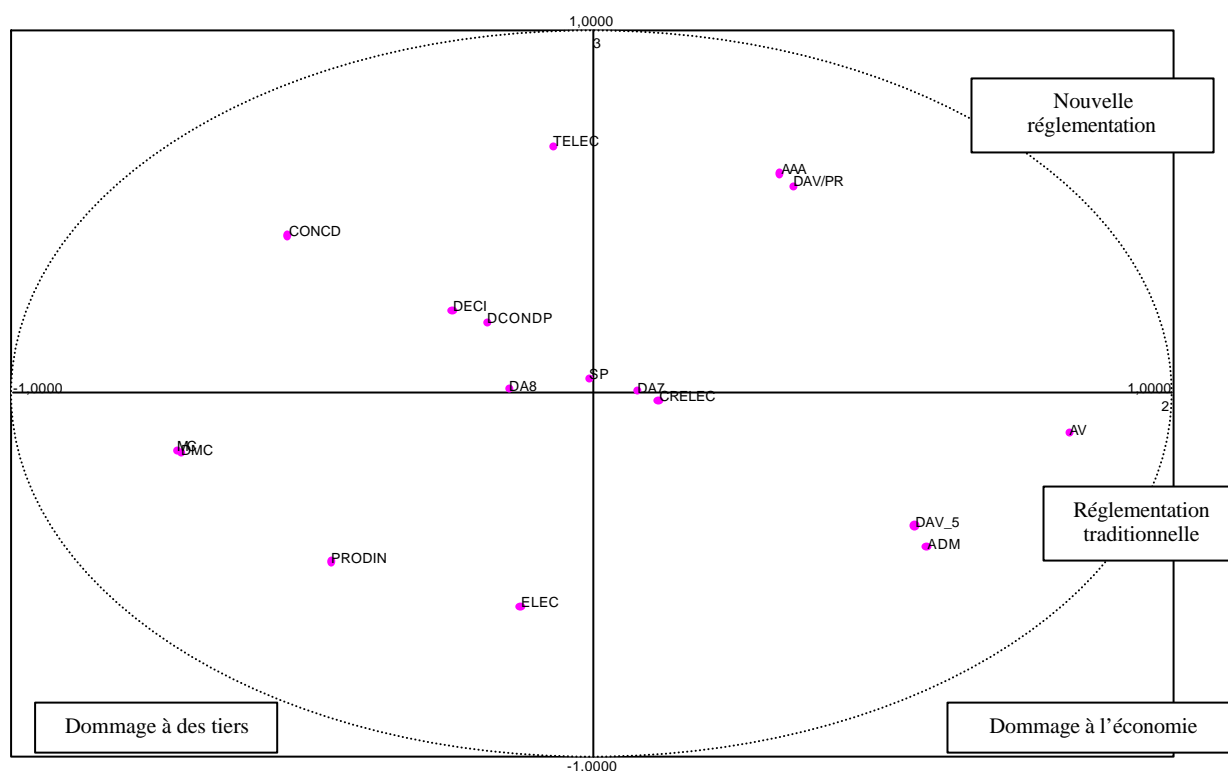 1,0000
3
Nouvelle
réglementation
TELEC
AAA
DAV/PR
CONCD
DECI
DCONDP
SP
-1,0000
DA8
DA7
1,0000
CRELEC
2
AV
MC
DMC
Réglementation
traditionnelle
DAV_5
ADM
PRODIN
ELEC
Dommage à des tiers
Dommage à l’économie
-1,0000